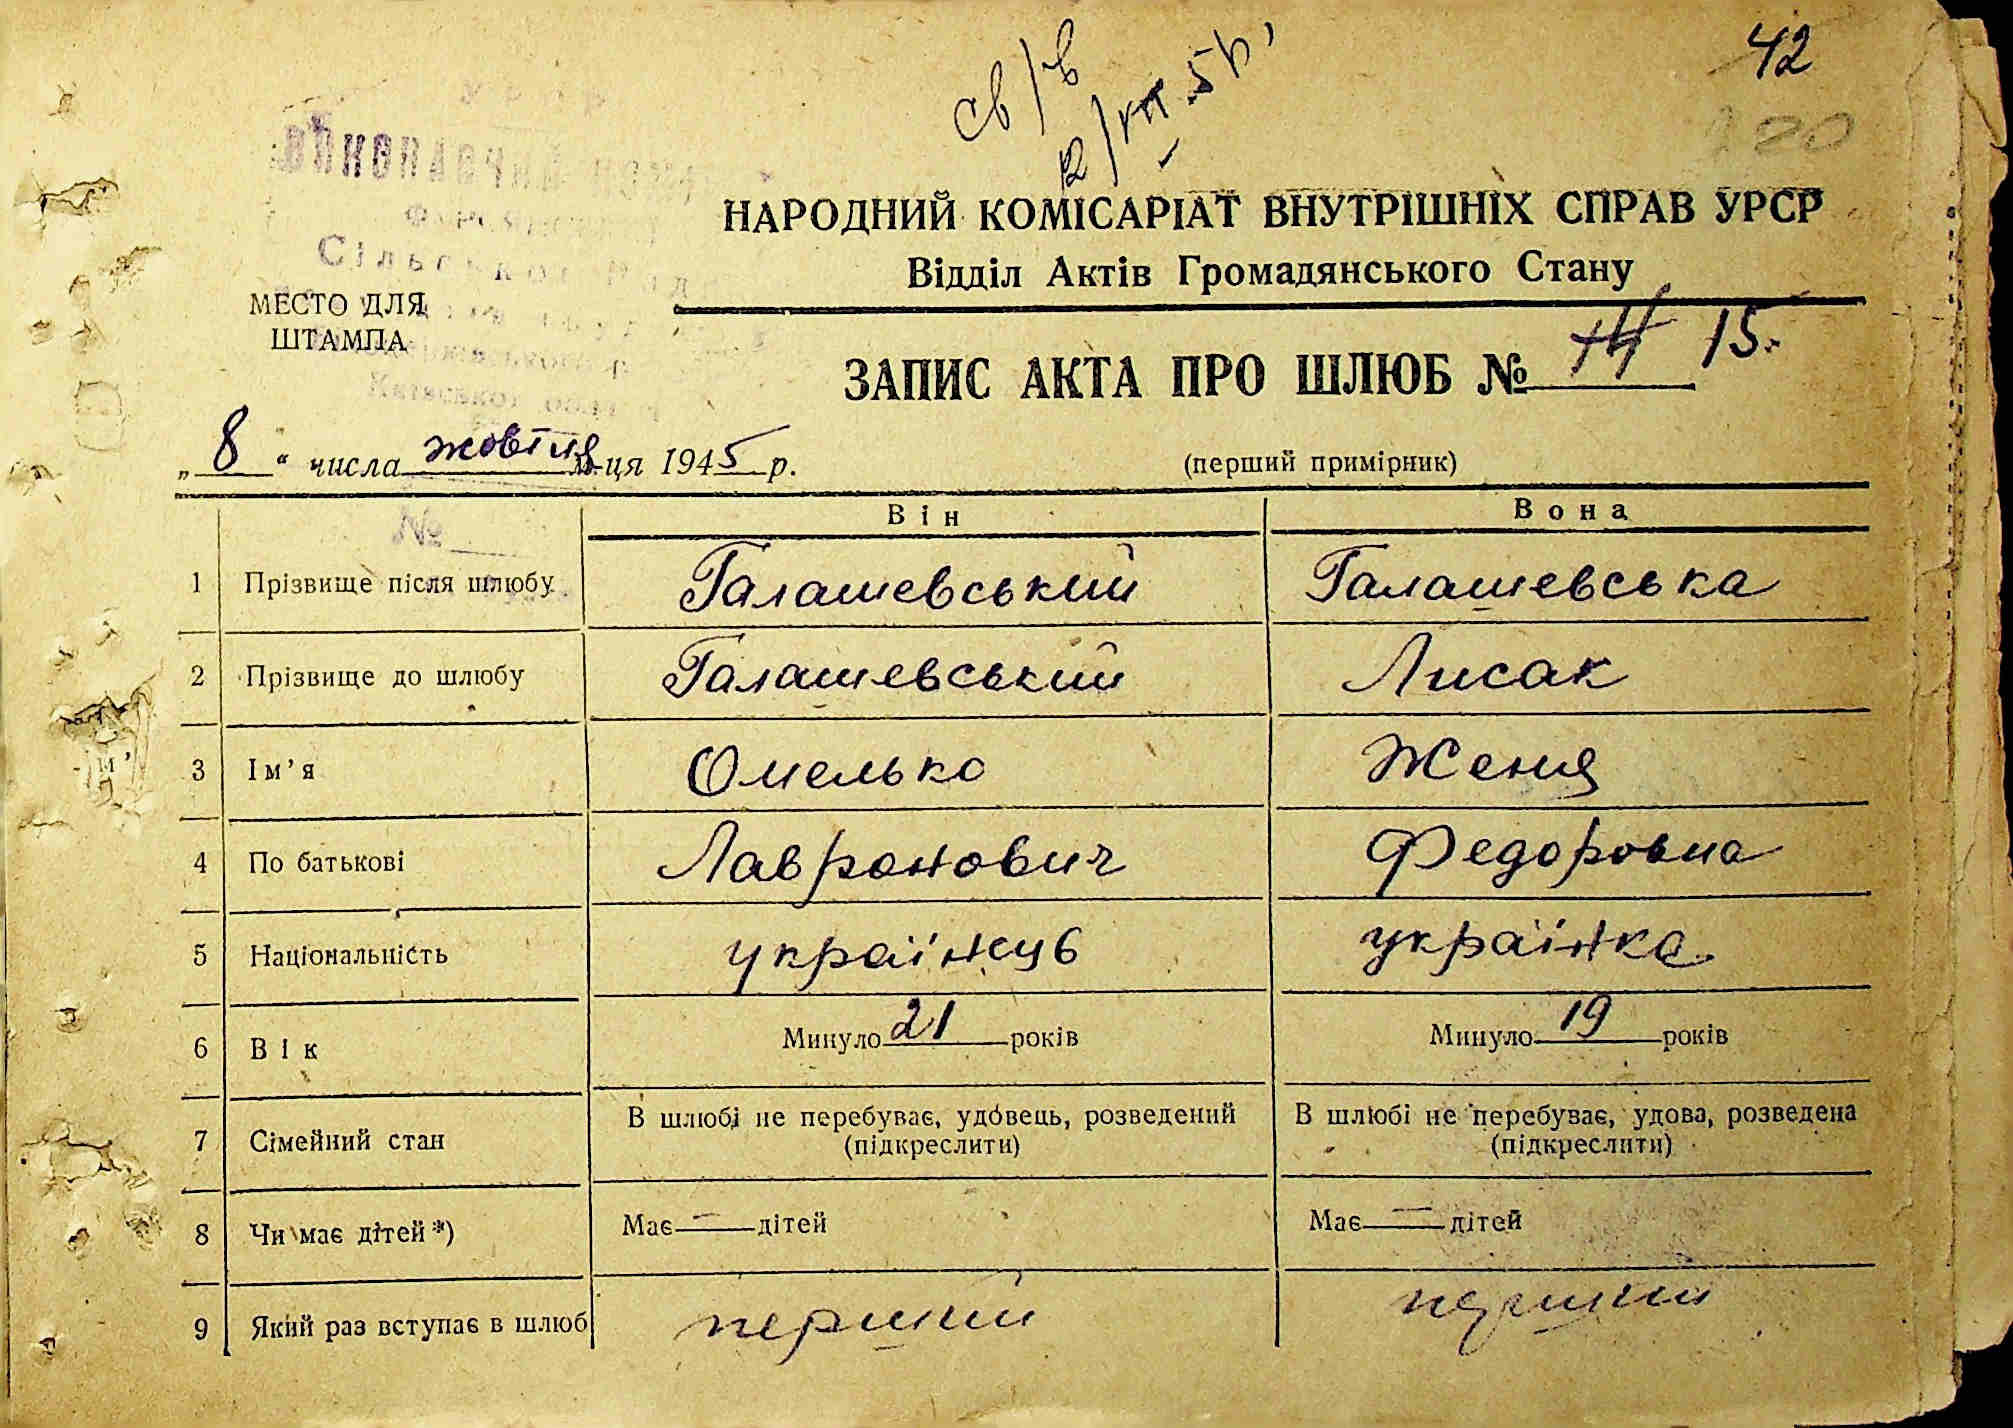 42
220
НАРОДНИЙ КОМІСАРІАТ ВНУТРІШНІХ СПРАВ УРСР
Відділ Актів Громадянського Стану
МЕСТО ДЛЯ
ШТАМПА
ЗАПИС АКТА ПРО ШЛЮБ № 14 15.
„8“ числа жовтня м-ця 1945 р.
(перший примірник)
№
Він Вона
1 Прізвище після шлюбу Галашевський Галашевська
2 Прізвище до шлюбу Галашевський Лисак
3 Ім’я Омелько Женя
4 По батькові Лавронович Федоровна
5 Національність українець українка
6 Вік Минуло 21 років Минуло 19 років
7 Сімейний стан В шлюбі не перебуває, удовець, розведений (підкреслити) В шлюбі не перебуває, удова, розведена (підкреслити)
8 Чи має дітей *) Має — дітей Має — дітей
9 Який раз вступає в шлюб перший перший